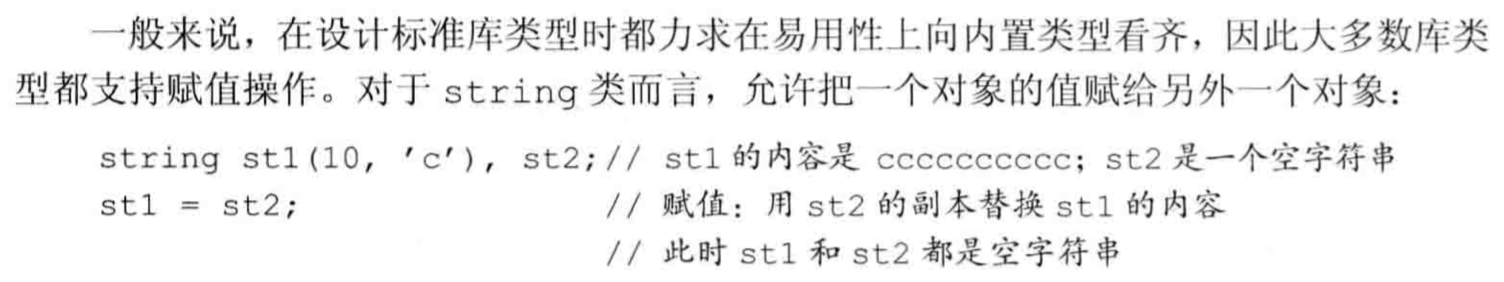 一般来说，在设计标准库类型时都力求在易用性上向内置类型看齐，因此大多数库类
型都支持赋值操作。对于 string 类而言，允许把一个对象的值赋给另外一个对象：
string st1(10, 'c'), st2;// st1 的内容是 cccccccccc；st2 是一个空字符串
st1 = st2; // 赋值：用 st2 的副本替换 st1 的内容
// 此时 st1 和 st2 都是空字符串